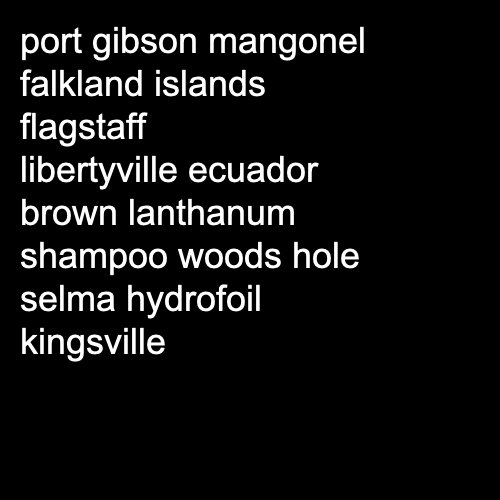 port gibson mangonel
falkland islands
flagstaff
libertyville ecuador
brown lanthanum
shampoo woods hole
selma hydrofoil
kingsville